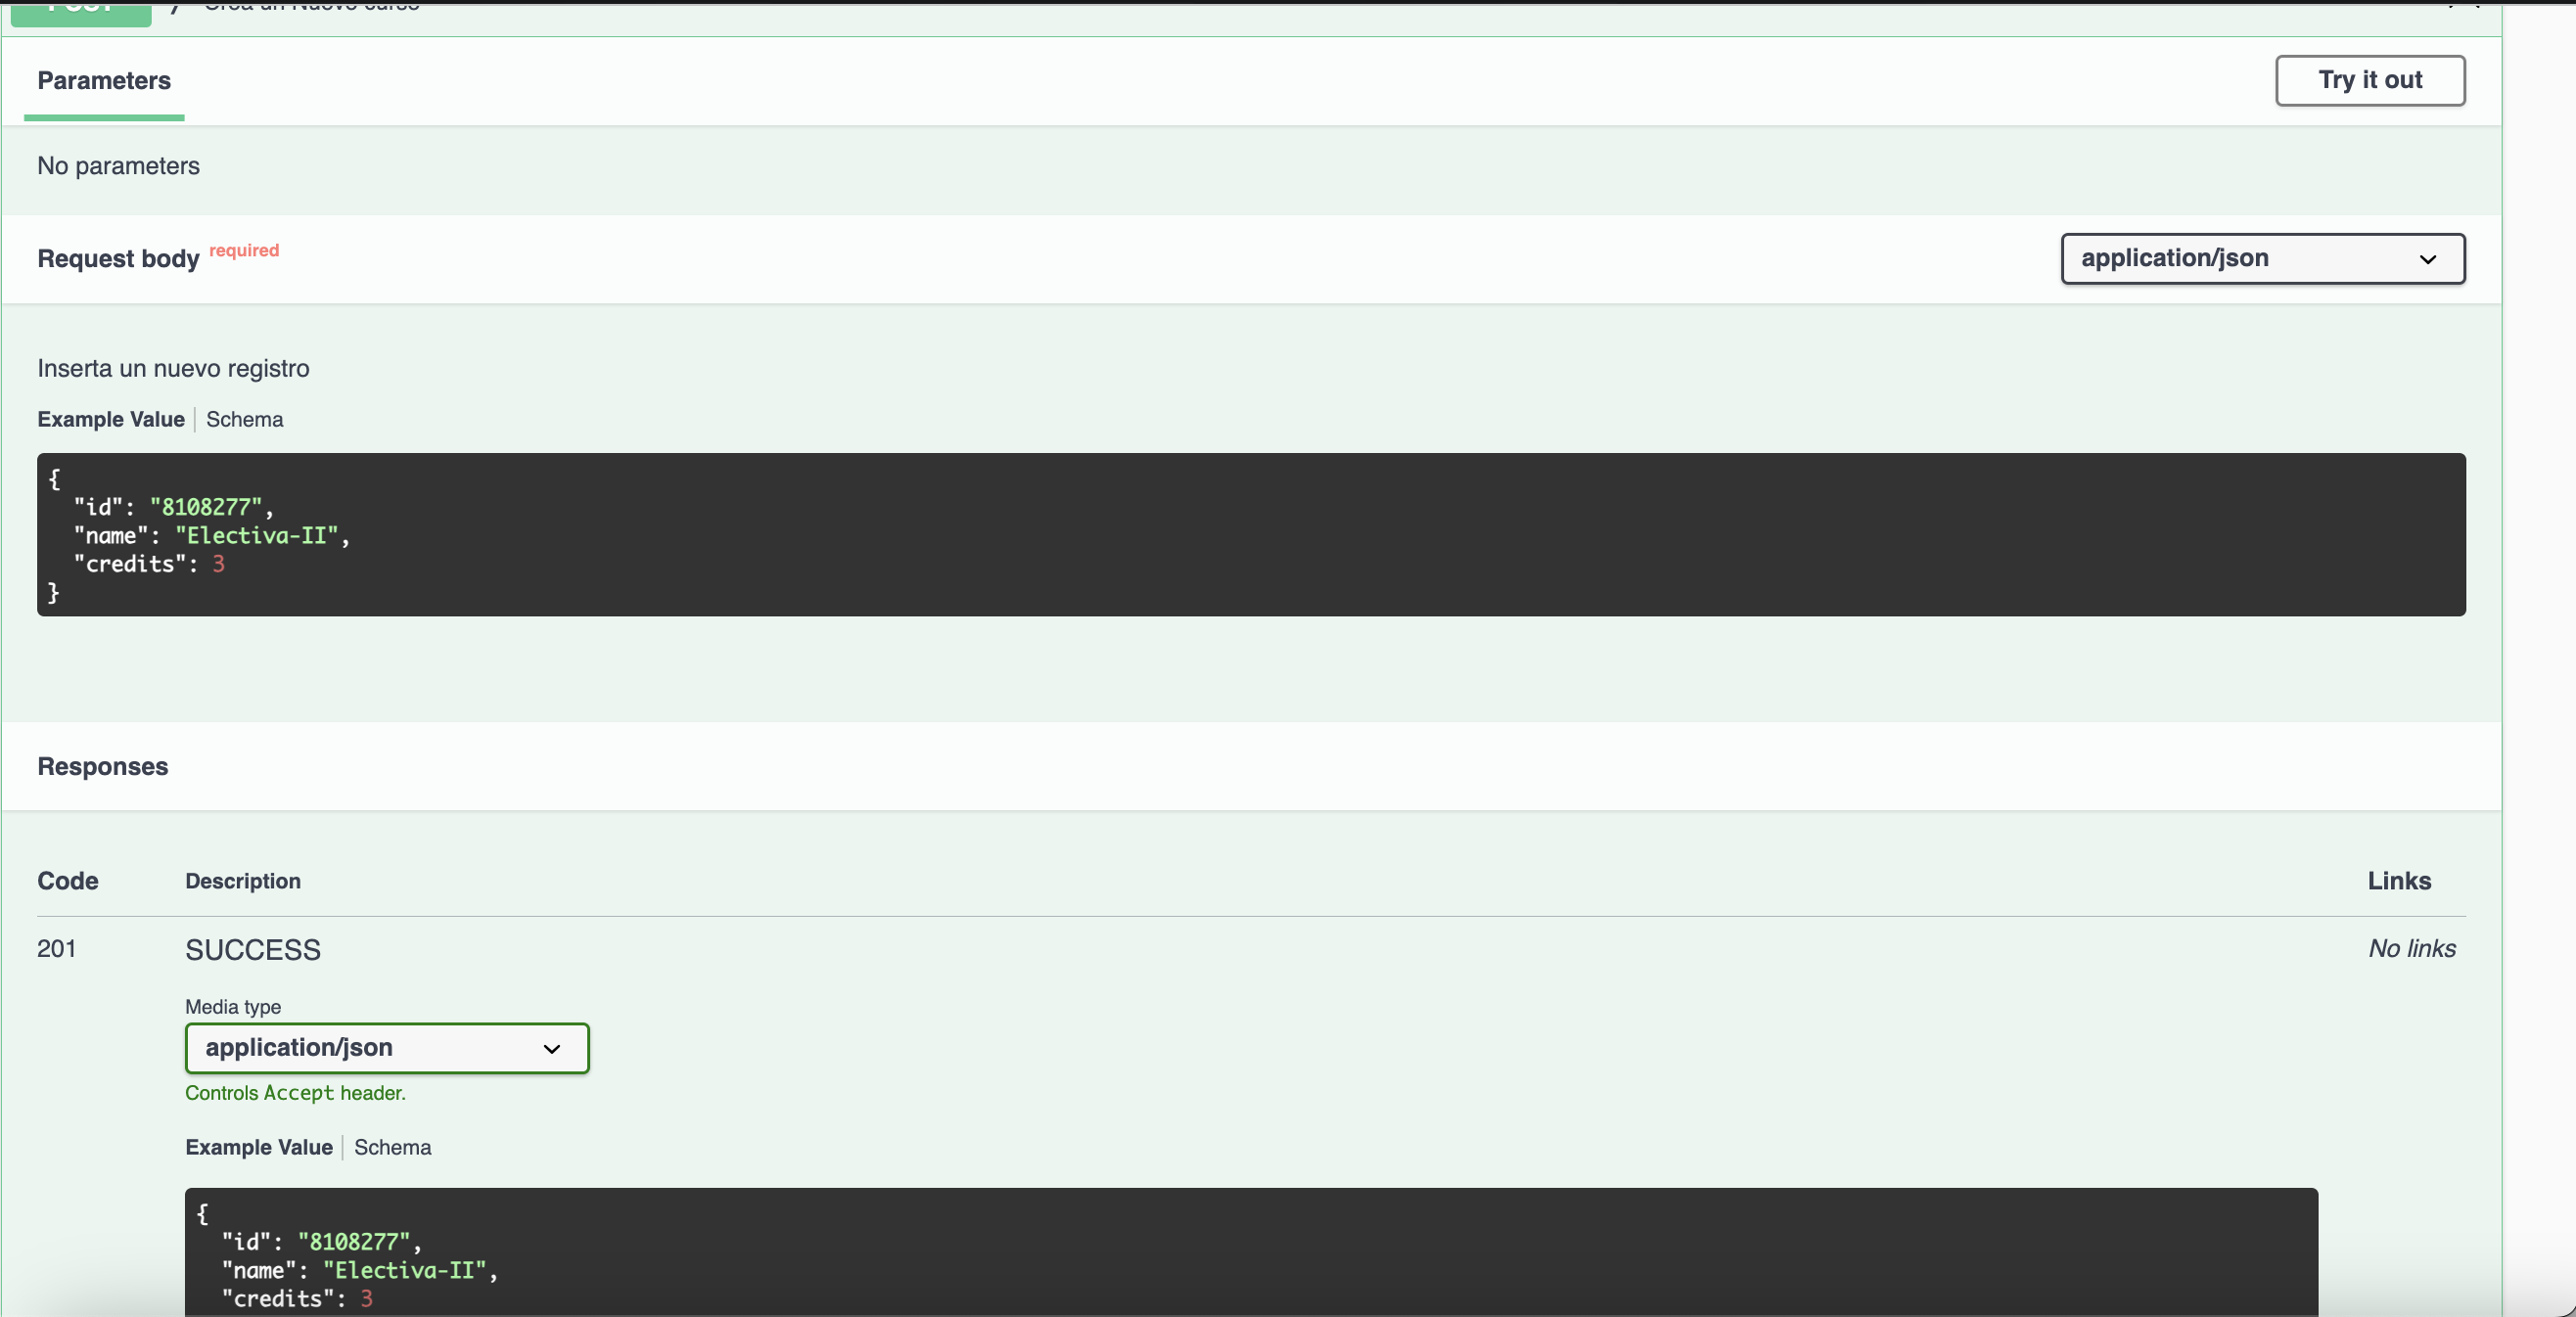 POST / Crea un Nuevo curso
Parameters
Try it out
No parameters
Request body required
application/json
Inserta un nuevo registro
Example Value Schema
{
"id": "8108277",
"name": "Electiva-II",
"credits": 3
}
Responses
Code Description Links
201 SUCCESS No links
Media type
application/json
Controls Accept header.
Example Value Schema
{
"id": "8108277",
"name": "Electiva-II",
"credits": 3